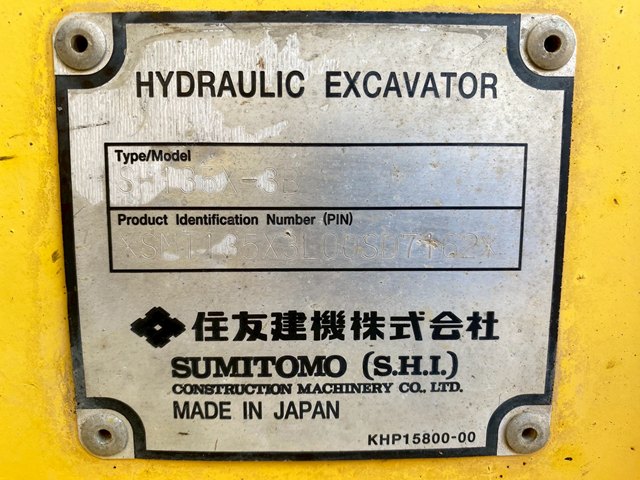 HYDRAULIC EXCAVATOR
Type/Model
SH135X-3B
Product Identification Number (PIN)
住友建機株式会社
SUMITOMO (S.H.I.)
CONSTRUCTION MACHINERY CO., LTD.
MADE IN JAPAN
KHP15800-00